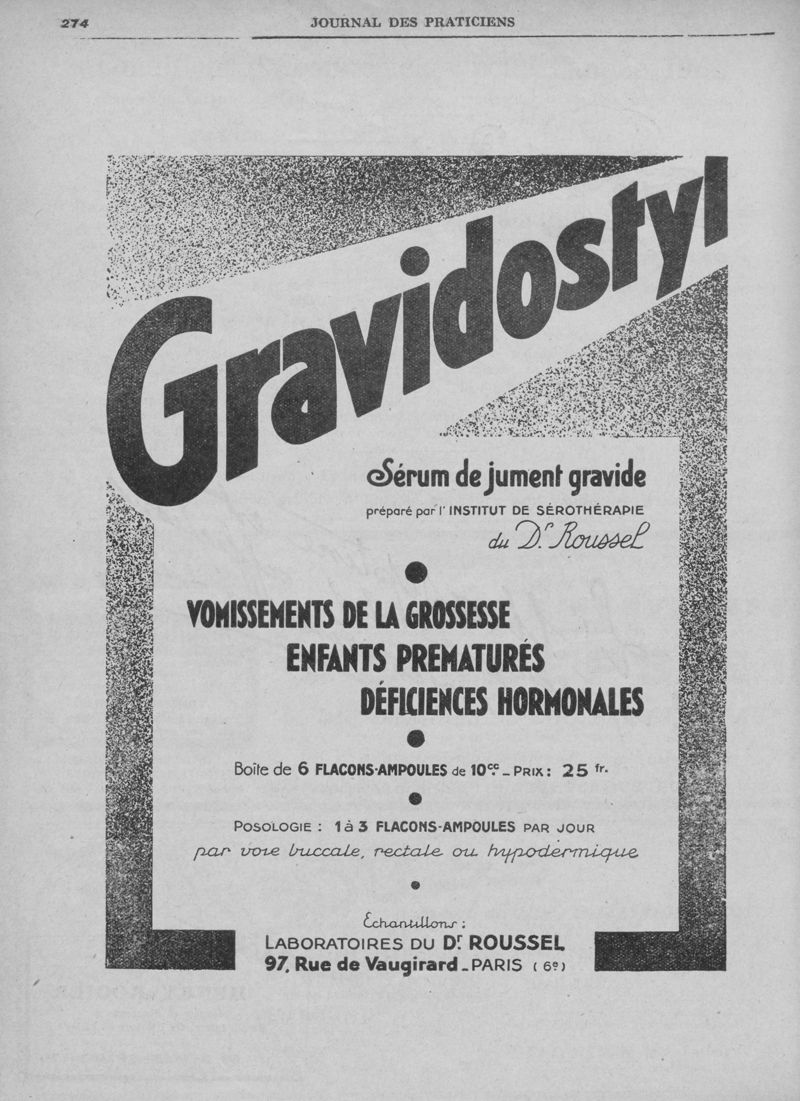 274
JOURNAL DES PRATICIENS
Gravidostyl
Sérum de jument gravide
préparé par l'INSTITUT DE SÉROTHÉRAPIE
du Dr Roussel
VOMISSEMENTS DE LA GROSSESSE
ENFANTS PREMATURÉS
DÉFICIENCES HORMONALES
Boîte de 6 FLACONS-AMPOULES de 10cc. - PRIX : 25 fr.
POSOLOGIE : 1 à 3 FLACONS-AMPOULES PAR JOUR
par voie buccale, rectale ou hypodermique
Échantillons :
LABORATOIRES DU Dr ROUSSEL
97, Rue de Vaugirard - PARIS (6e)